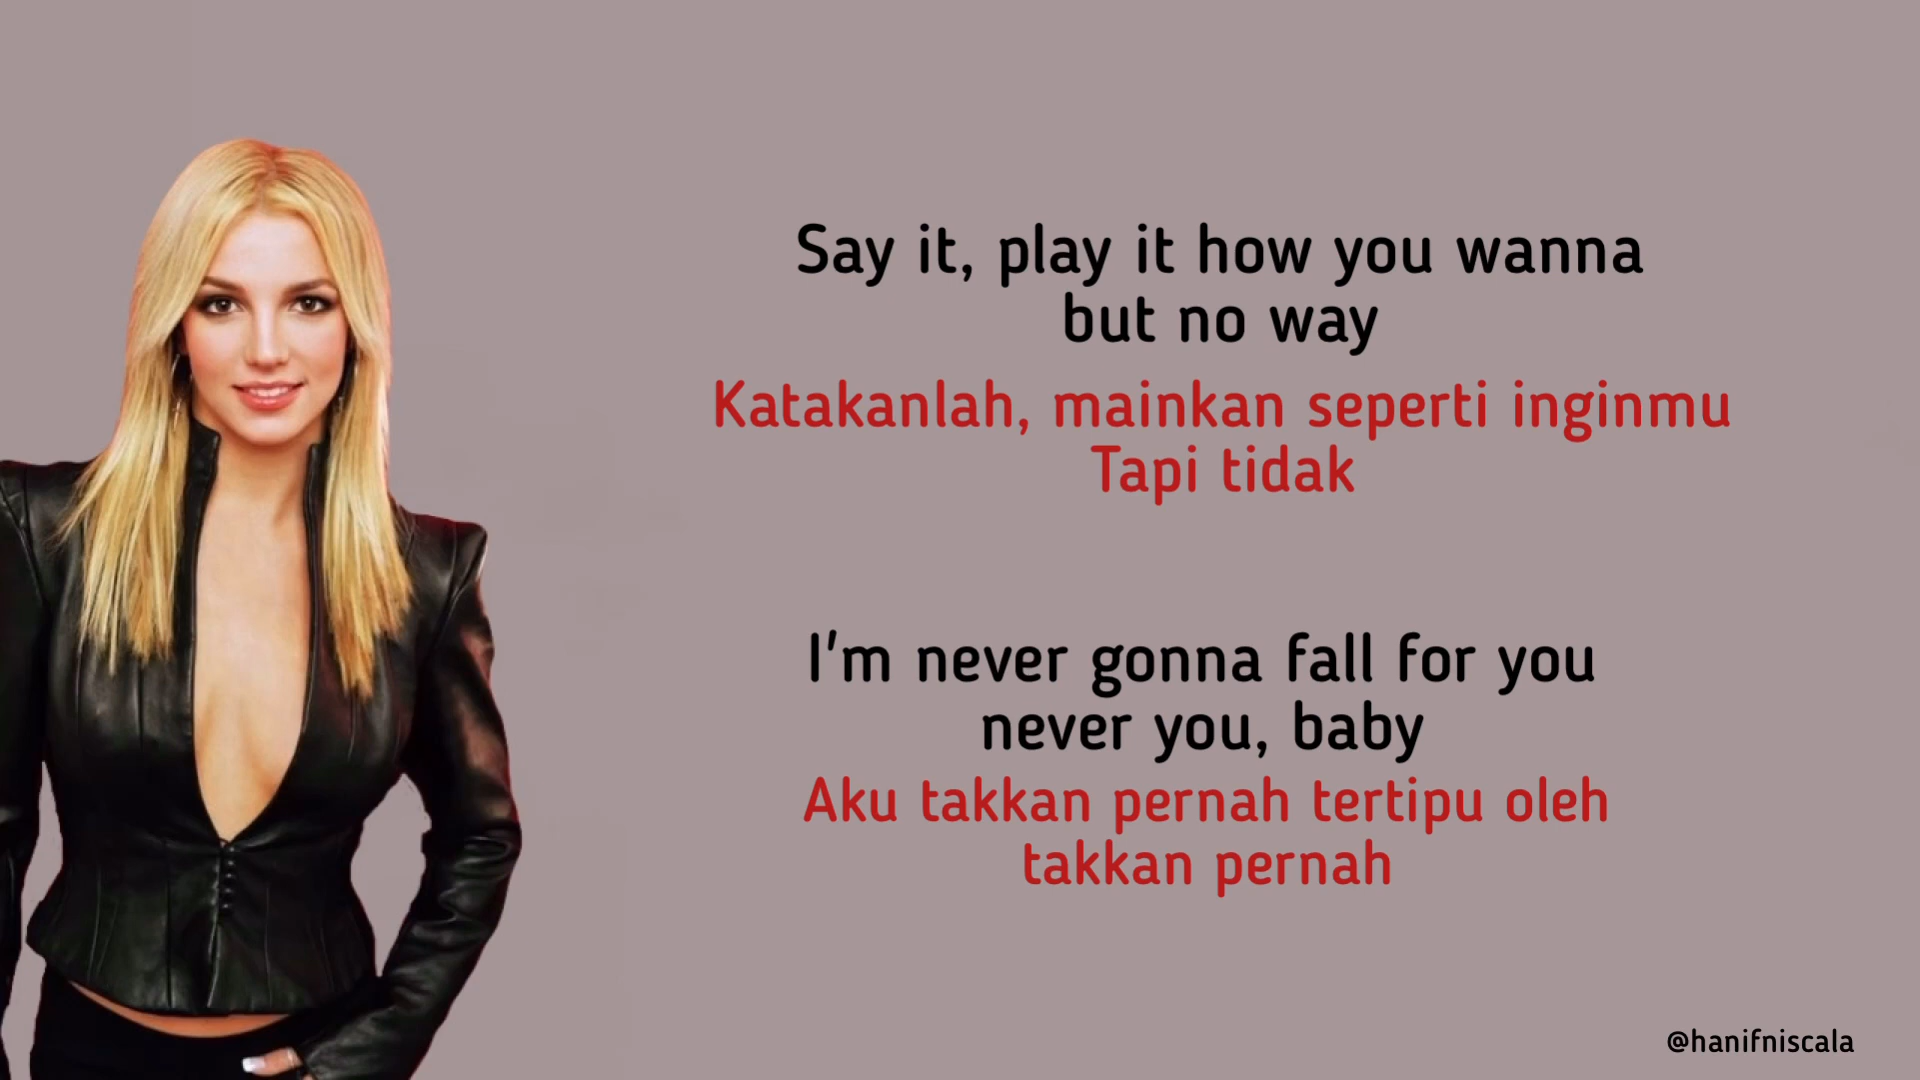 Say it, play it how you wanna
but no way
Katakanlah, mainkan seperti inginmu
Tapi tidak
I'm never gonna fall for you
never you, baby
Aku takkan pernah tertipu oleh
takkan pernah
@hanifniscala